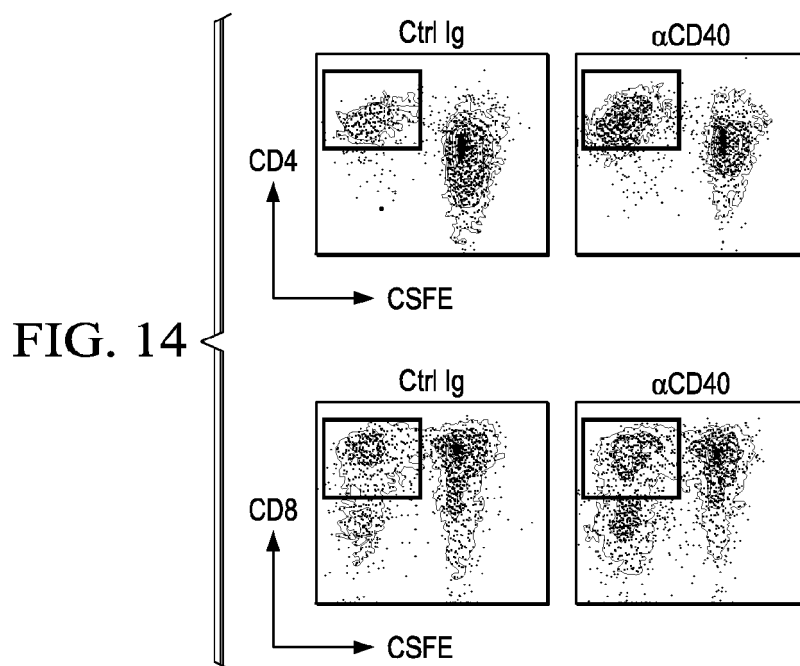 Ctrl Ig
αCD40
CD4
CSFE
FIG. 14
Ctrl Ig
αCD40
CD8
CSFE